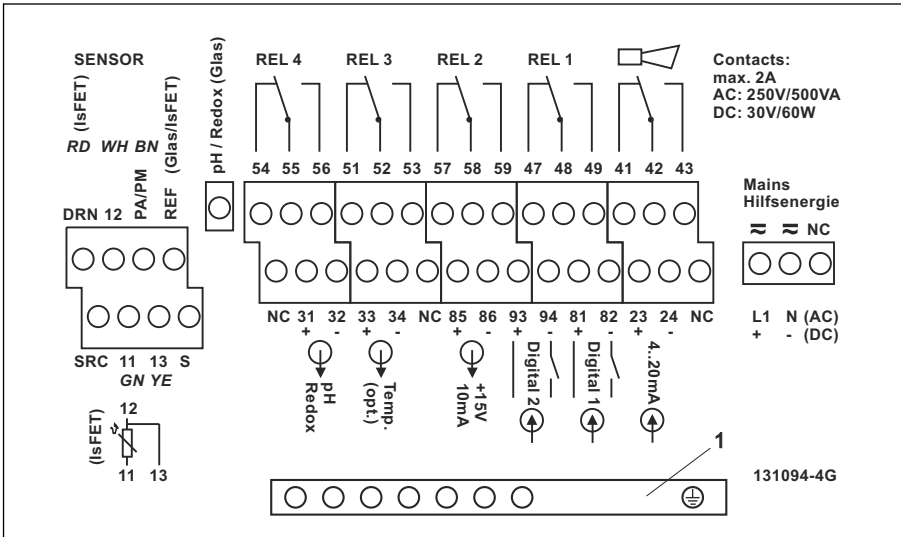 SENSOR
(IsFET)
RD WH BN
PA/PM
REF (Glas/IsFET)
DRN 12
SRC 11 13 S
GN YE
pH / Redox (Glas)
REL 4 REL 3 REL 2 REL 1
54 55 56 51 52 53 57 58 59 47 48 49 41 42 43
NC 31 32 33 34 NC 85 86 93 94 81 82 23 24 NC
+ - + - + - + - + - + -
pH
Redox
Temp.
(opt.)
+15V
10mA
Digital 2
Digital 1
4..20mA
Contacts:
max. 2A
AC: 250V/500VA
DC: 30V/60W
Mains
Hilfsenergie
≂ ≂ NC
L1 N (AC)
+ - (DC)
(IsFET)
12
11 13
1
131094-4G